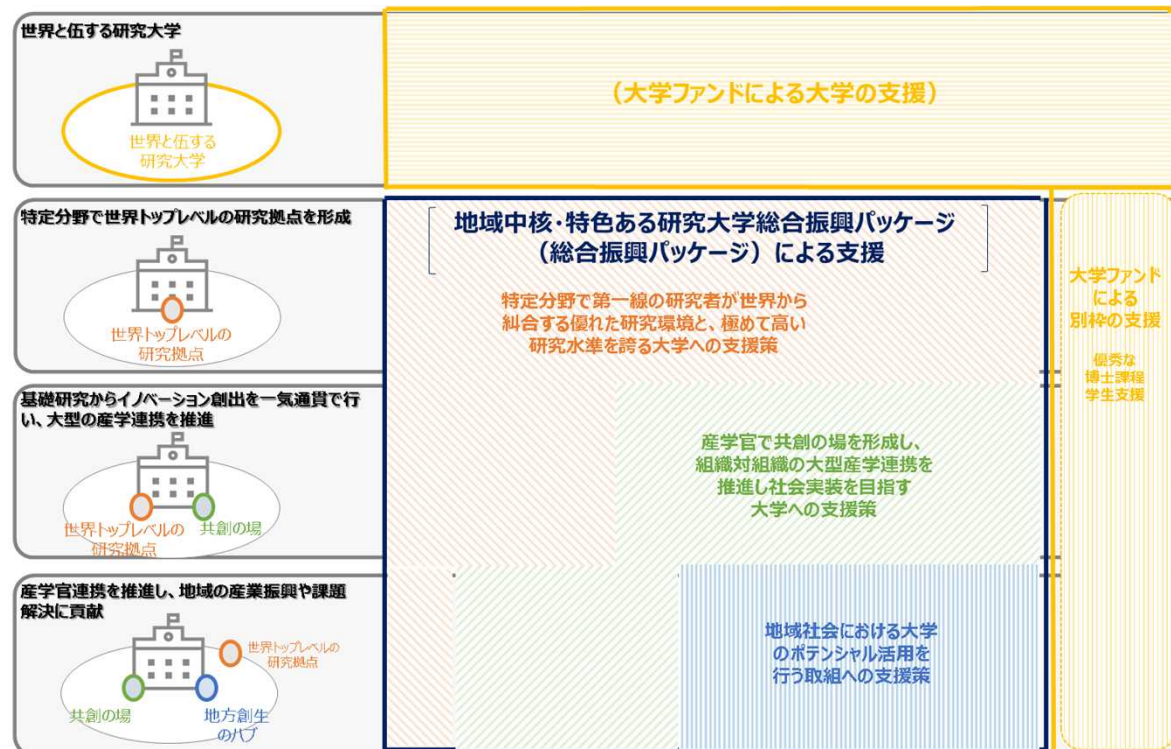 世界と伍する研究大学
世界と伍する
研究大学
（大学ファンドによる大学の支援）
特定分野で世界トップレベルの研究拠点を形成
世界トップレベルの
研究拠点
地域中核・特色ある研究大学総合振興パッケージ
（総合振興パッケージ）による支援
特定分野で第一線の研究者が世界から
糾合する優れた研究環境と、極めて高い
研究水準を誇る大学への支援策
大学ファンド
による
別枠の支援
優秀な
博士課程
学生支援
基礎研究からイノベーション創出を一気通貫で行
い、大型の産学連携を推進
世界トップレベルの
研究拠点
共創の場
産学官で共創の場を形成し、
組織対組織の大型産学連携を
推進し社会実装を目指す
大学への支援策
産学官連携を推進し、地域の産業振興や課題
解決に貢献
世界トップレベルの
研究拠点
共創の場
地方創生
のハブ
地域社会における大学
のポテンシャル活用を
行う取組への支援策